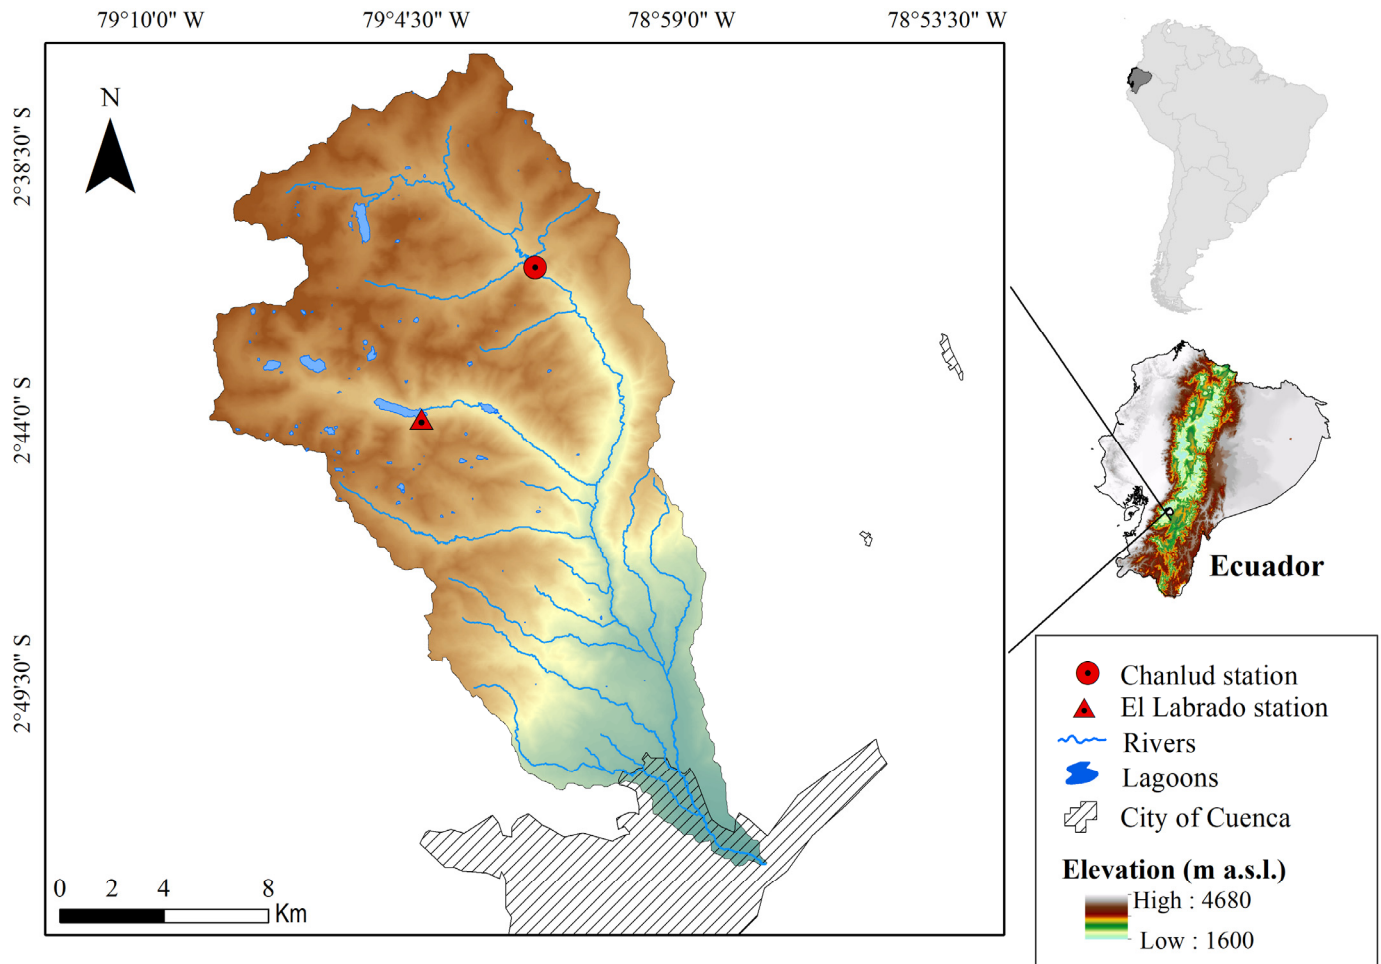 79°10'0" W
79°4'30" W
78°59'0" W
78°53'30" W
2°38'30" S
2°44'0" S
2°49'30" S
N
0 2 4 8
Km
Ecuador
Chanlud station
El Labrado station
Rivers
Lagoons
City of Cuenca
Elevation (m a.s.l.)
High : 4680
Low : 1600